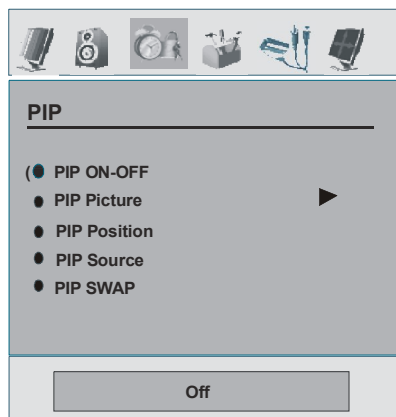 PIP
( PIP ON-OFF
PIP Picture
PIP Position
PIP Source
PIP SWAP
Off